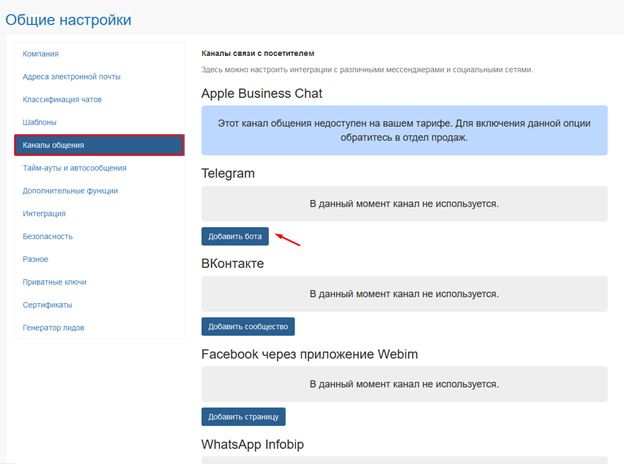 Общие настройки
Компания
Адреса электронной почты
Классификация чатов
Шаблоны
Каналы общения
Тайм-ауты и автосообщения
Дополнительные функции
Интеграция
Безопасность
Разное
Приватные ключи
Сертификаты
Генератор лидов
Каналы связи с посетителем
Здесь можно настроить интеграции с различными мессенджерами и социальными сетями.
Apple Business Chat
Этот канал общения недоступен на вашем тарифе. Для включения данной опции
обратитесь в отдел продаж.
Telegram
В данный момент канал не используется.
Добавить бота
ВКонтакте
В данный момент канал не используется.
Добавить сообщество
Facebook через приложение Webim
В данный момент канал не используется.
Добавить страницу
WhatsApp Infobip